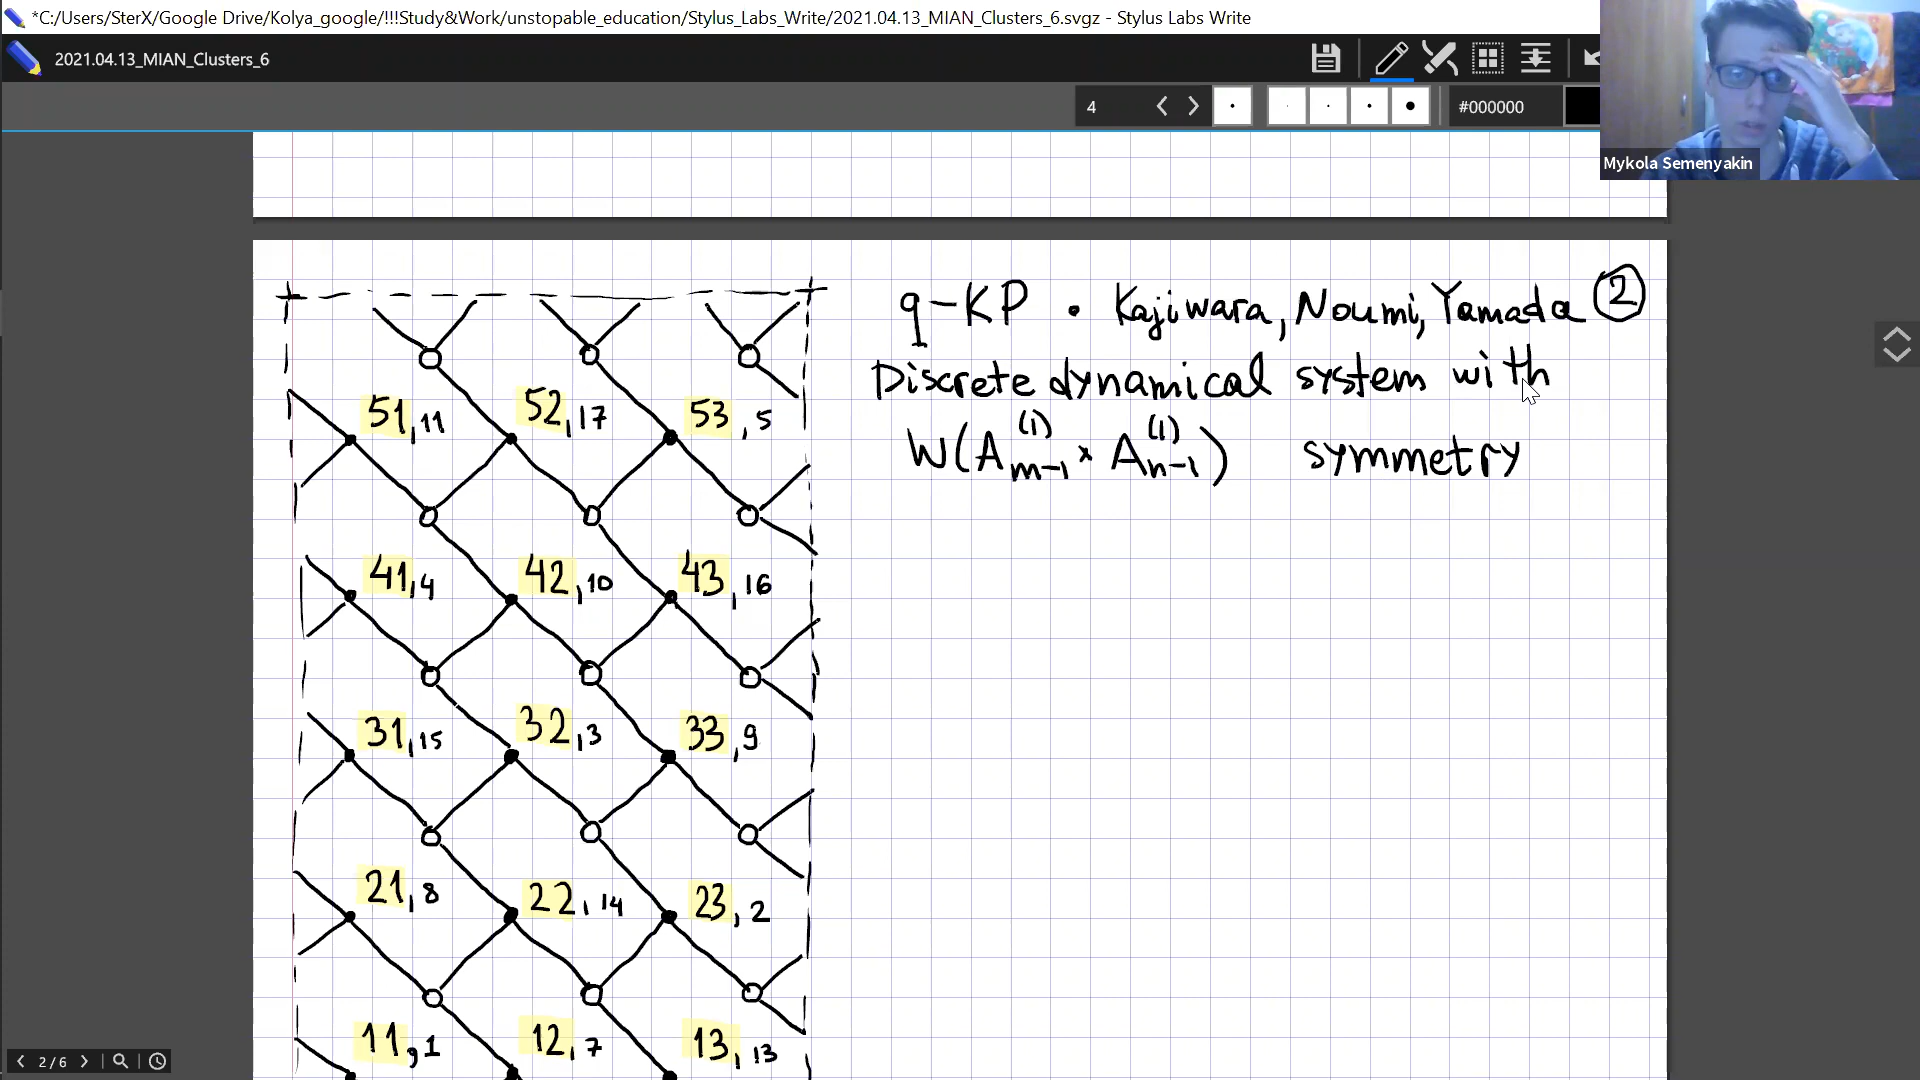 *C:/Users/SterX/Google Drive/Kolya_google/!!!Study&Work/unstopable_education/Stylus_Labs_Write/2021.04.13_MIAN_Clusters_6.svgz - Stylus Labs Write
2021.04.13_MIAN_Clusters_6
4
#000000
Mykola Semenyakin
q-KP • Kajiwara, Noumi, Yamada ②
Discrete dynamical system with
W(A_{m-1}^{(1)} × A_{n-1}^{(1)}) symmetry
51,11 52,17 53,5
41,4 42,10 43,16
31,15 32,3 33,9
21,8 22,14 23,2
11,1 12,7 13,13
2/6